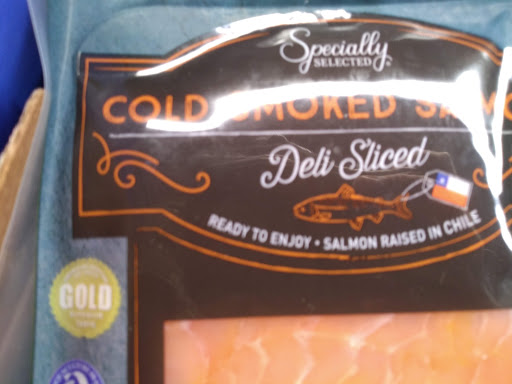 Specially
SELECTED
COLD SMOKED
Deli Sliced
READY TO ENJOY • SALMON RAISED IN CHILE
GOLD